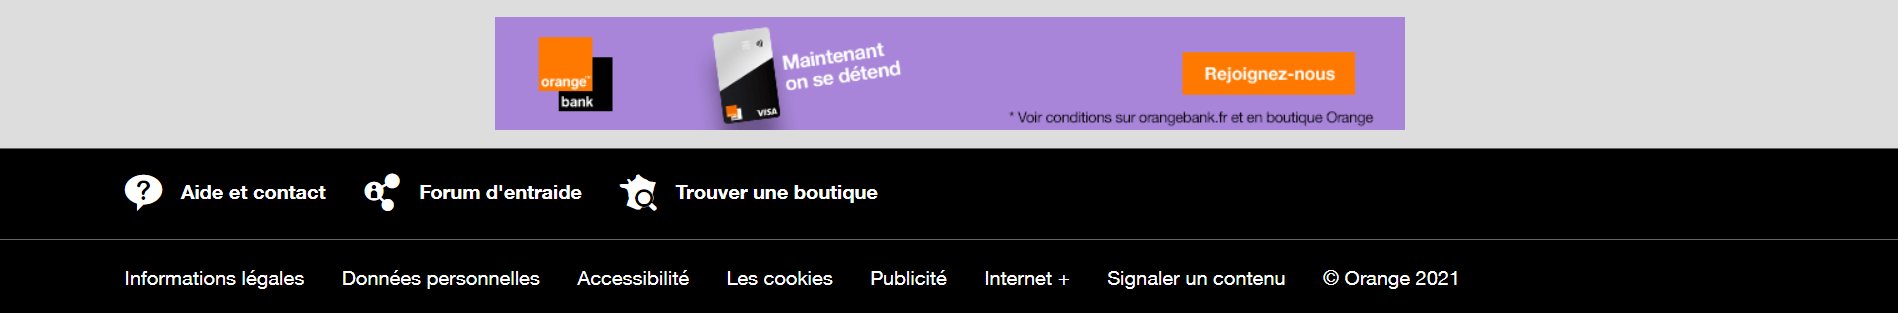 orange™
bank
VISA
Maintenant
on se détend
Rejoignez-nous
* Voir conditions sur orangebank.fr et en boutique Orange
Aide et contact
Forum d'entraide
Trouver une boutique
Informations légales Données personnelles Accessibilité Les cookies Publicité Internet + Signaler un contenu © Orange 2021